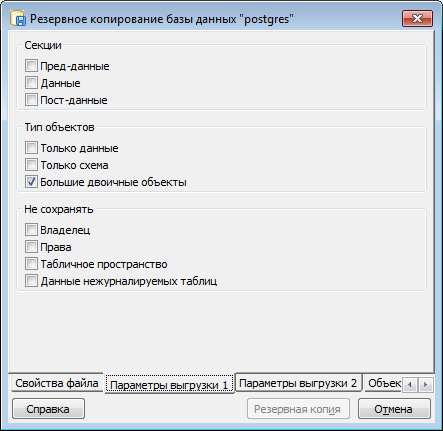 Резервное копирование базы данных "postgres"
Секции
Пред-данные
Данные
Пост-данные
Тип объектов
Только данные
Только схема
Большие двоичные объекты
Не сохранять
Владелец
Права
Табличное пространство
Данные нежурналируемых таблиц
Свойства файла Параметры выгрузки 1 Параметры выгрузки 2 Объек
Справка Резервная копия Отмена